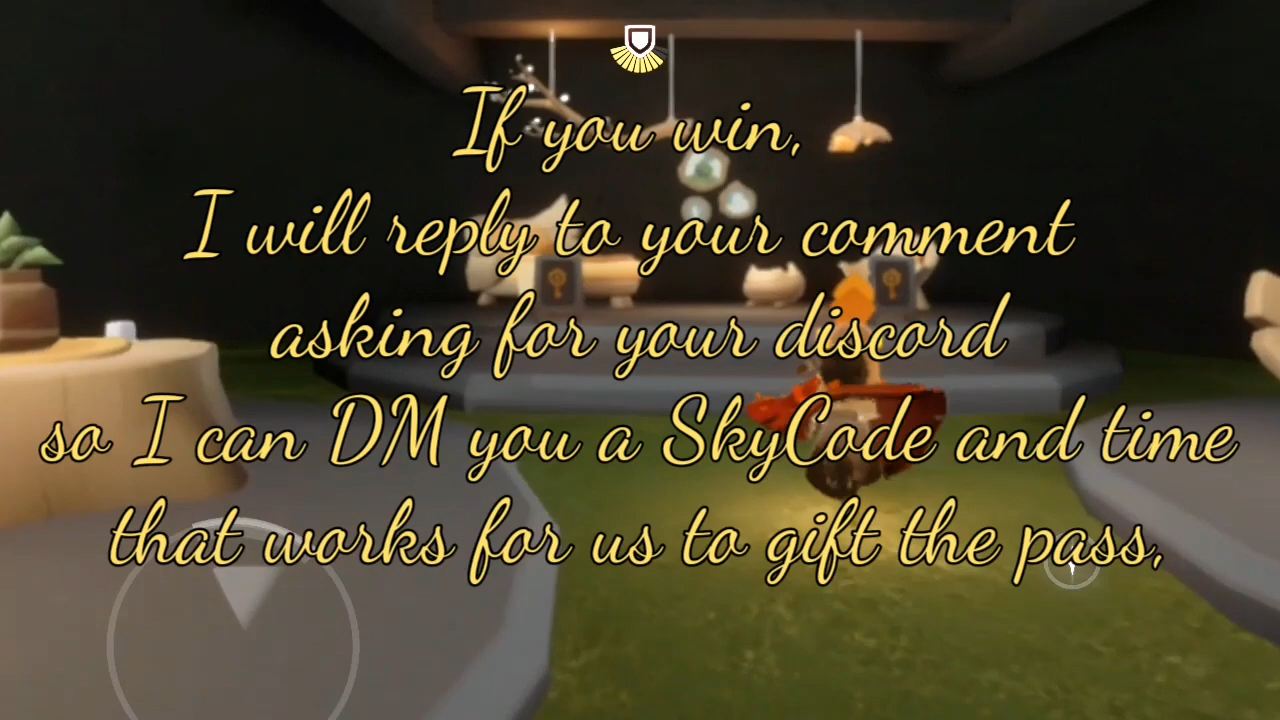 If you win,
I will reply to your comment
asking for your discord
so I can DM you a SkyCode and time
that works for us to gift the pass,